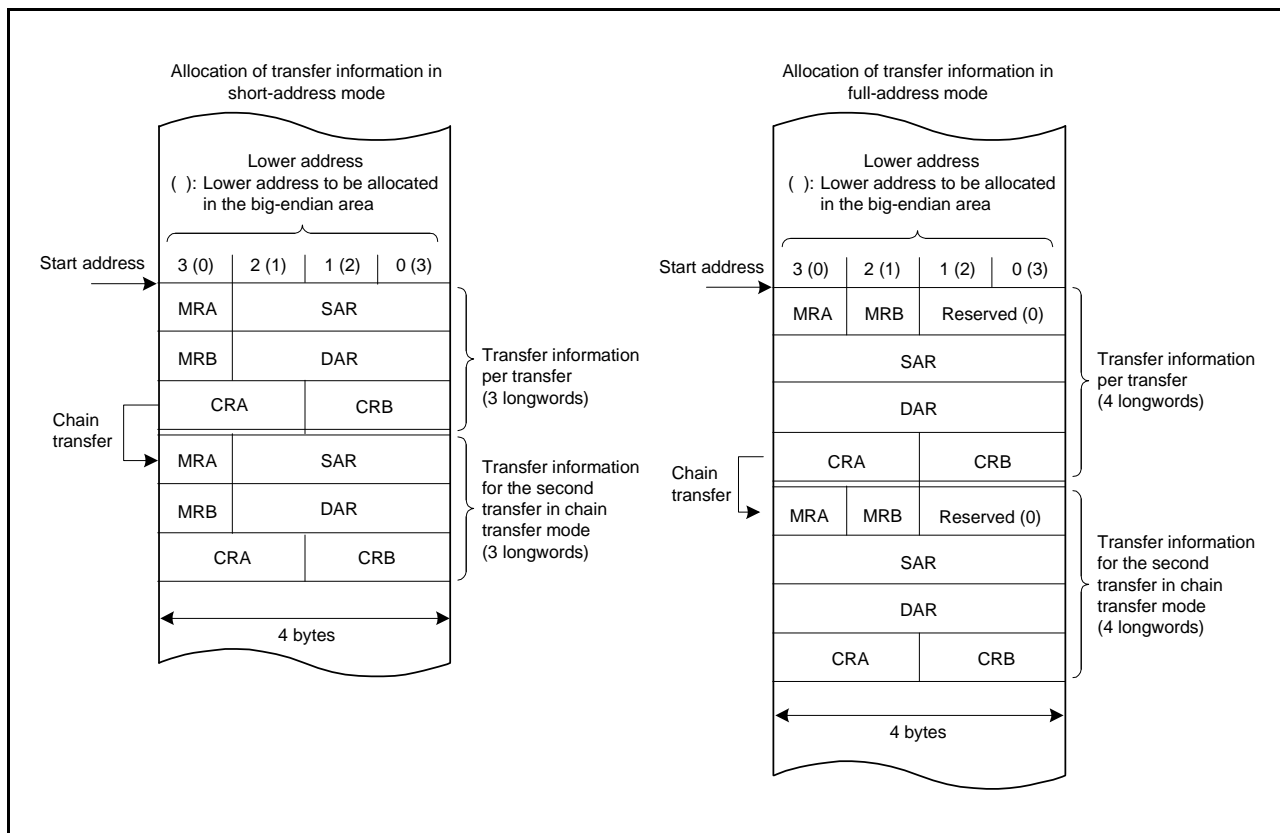 Allocation of transfer information in
short-address mode
Lower address
( ): Lower address to be allocated
in the big-endian area
Start address
3 (0) 2 (1) 1 (2) 0 (3)
MRA SAR
MRB DAR
CRA CRB
Transfer information
per transfer
(3 longwords)
Chain
transfer
MRA SAR
MRB DAR
CRA CRB
Transfer information
for the second
transfer in chain
transfer mode
(3 longwords)
4 bytes
Allocation of transfer information in
full-address mode
Lower address
( ): Lower address to be allocated
in the big-endian area
Start address
3 (0) 2 (1) 1 (2) 0 (3)
MRA MRB Reserved (0)
SAR
DAR
CRA CRB
Transfer information
per transfer
(4 longwords)
Chain
transfer
MRA MRB Reserved (0)
SAR
DAR
CRA CRB
Transfer information
for the second
transfer in chain
transfer mode
(4 longwords)
4 bytes